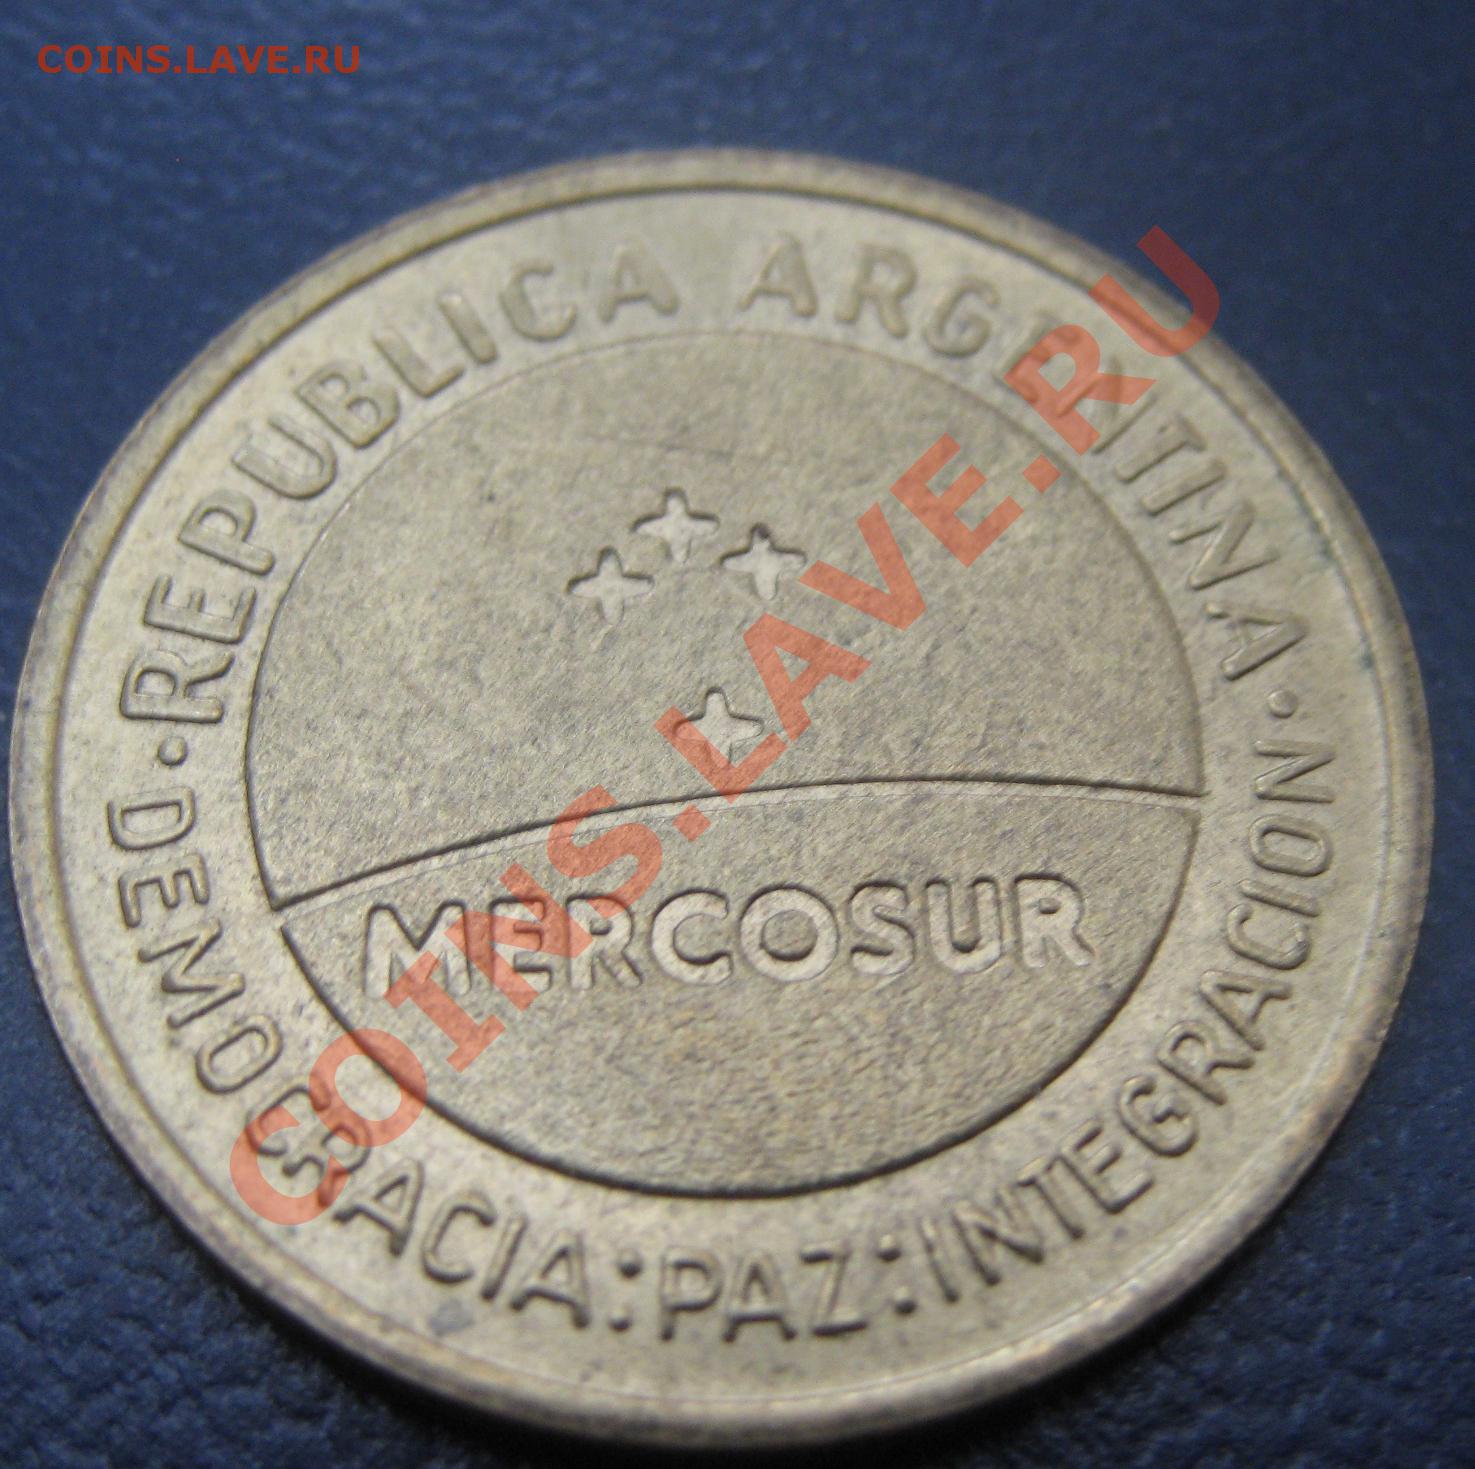 COINS.LAVE.RU
REPUBLICA ARGENTINA
MERCOSUR
DEMOCRACIA:PAZ:INTEGRACION
COINS.LAVE.RU